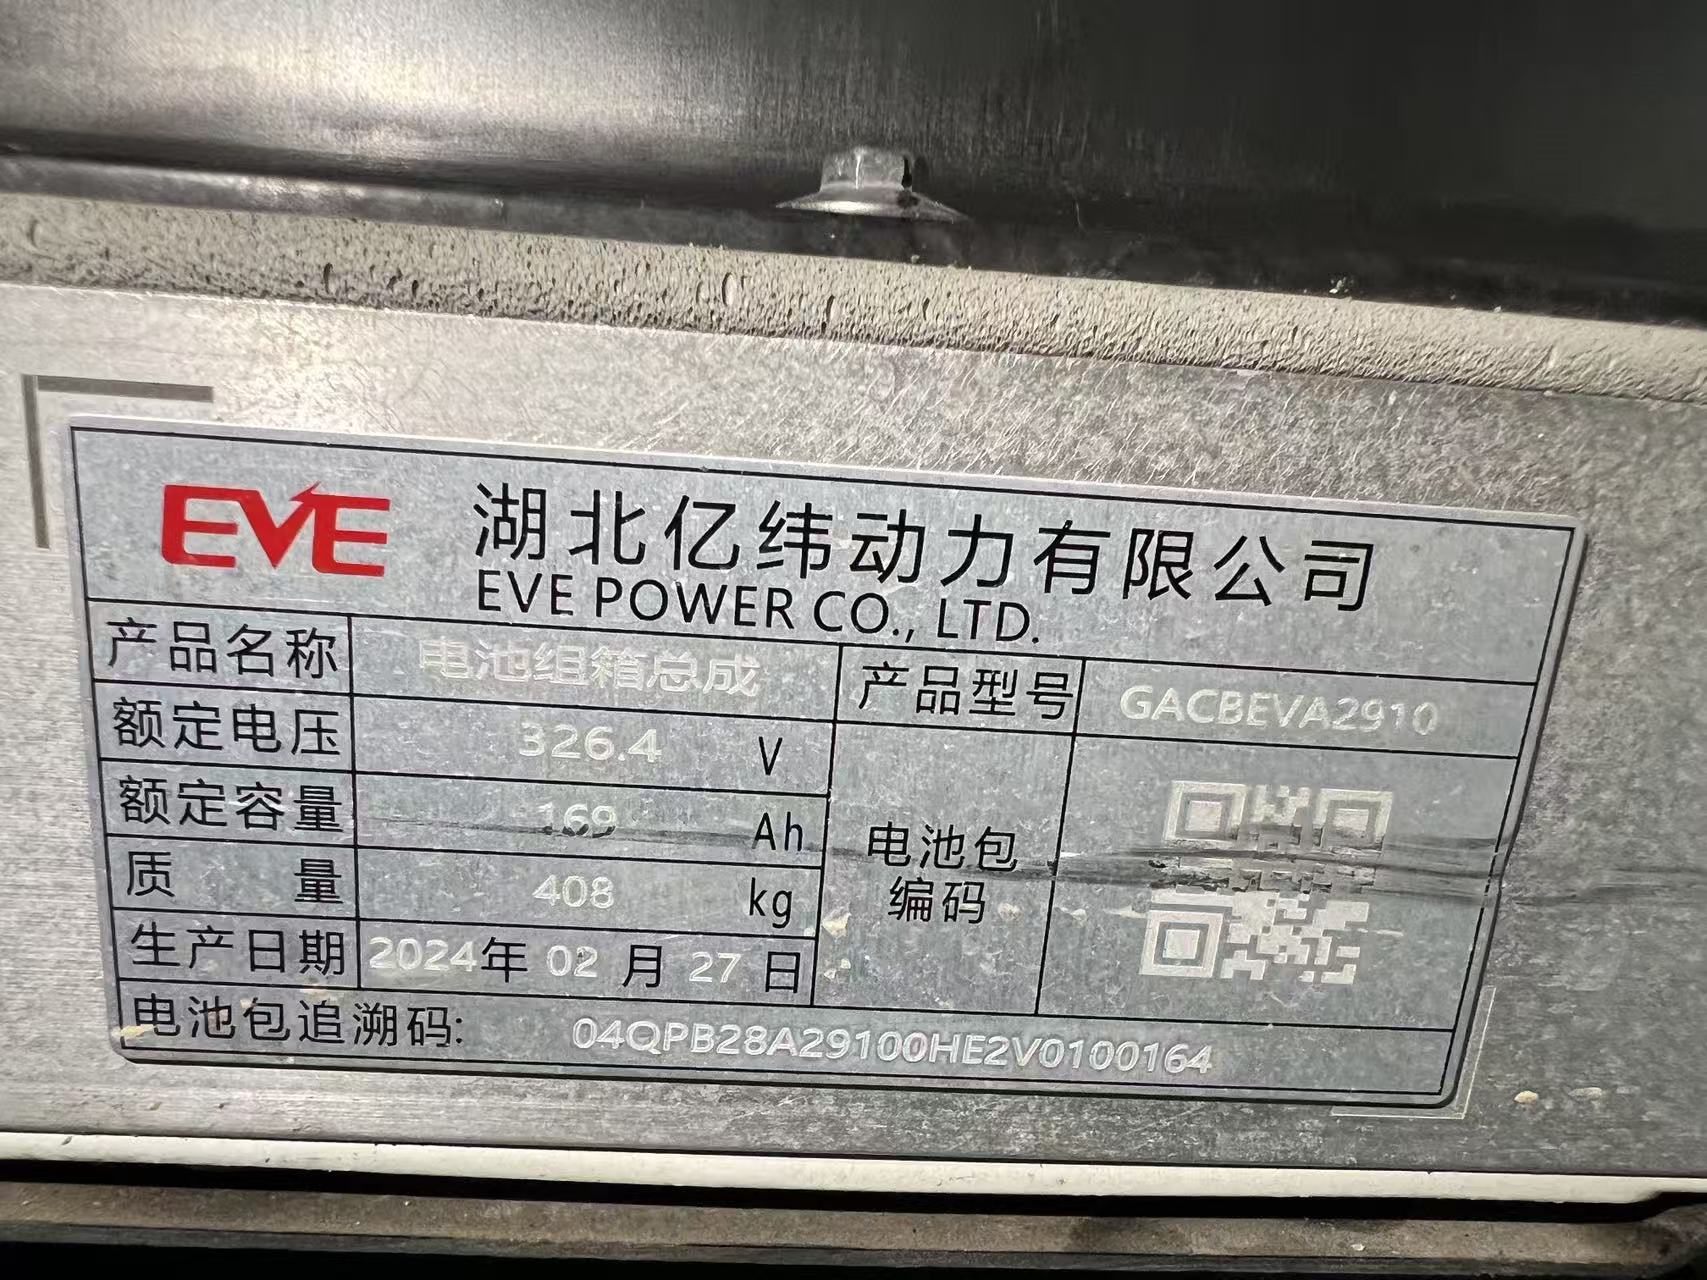 EVE 湖北亿纬动力有限公司
EVE POWER CO., LTD.
产品名称 电池组箱总成 产品型号 GACBEVA2910
额定电压 326.4 V
额定容量 169 Ah
电池包编码
质 量 408 kg
生产日期 2024年 02 月 27 日
电池包追溯码: 04QPB28A29100HE2V0100164